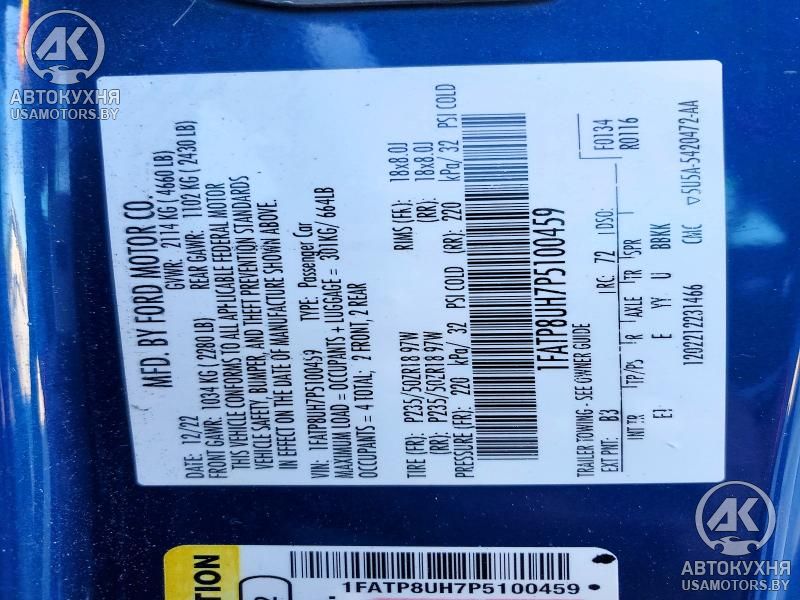 MFD. BY FORD MOTOR CO.
DATE: 12/22 GVWR: 2114 KG (4660 LB)
FRONT GAWR: 1034 KG (2280 LB) REAR GAWR: 1102 KG (2430 LB)
THIS VEHICLE CONFORMS TO ALL APPLICABLE FEDERAL MOTOR
VEHICLE SAFETY, BUMPER, AND THEFT PREVENTION STANDARDS
IN EFFECT ON THE DATE OF MANUFACTURE SHOWN ABOVE.
VIN: 1FATP8UH7P5100459 TYPE: Passenger Car
MAXIMUM LOAD = OCCUPANTS + LUGGAGE = 301KG/ 664LB
OCCUPANTS = 4 TOTAL; 2 FRONT, 2 REAR
TIRE (FR): P235/50ZR18 97W RIMS (FR): 18x8.0J
(RR): P235/50ZR18 97W (RR): 18x8.0J
PRESSURE (FR): 220 kPa/ 32 PSI COLD (RR): 220 kPa/ 32 PSI COLD
1FATP8UH7P5100459
TRAILER TOWING - SEE OWNER GUIDE F0134
EXT PNT: B3 RC: 72 DSO: R0116
INT TR TP/PS R AXLE TR SPR
E YY U BBKK
1202212231466 CMC ▽5U5A-5420472-AA
TION
1FATP8UH7P5100459
AK
АВТОКУХНЯ
USAMOTORS.BY
AK
АВТОКУХНЯ
USAMOTORS.BY